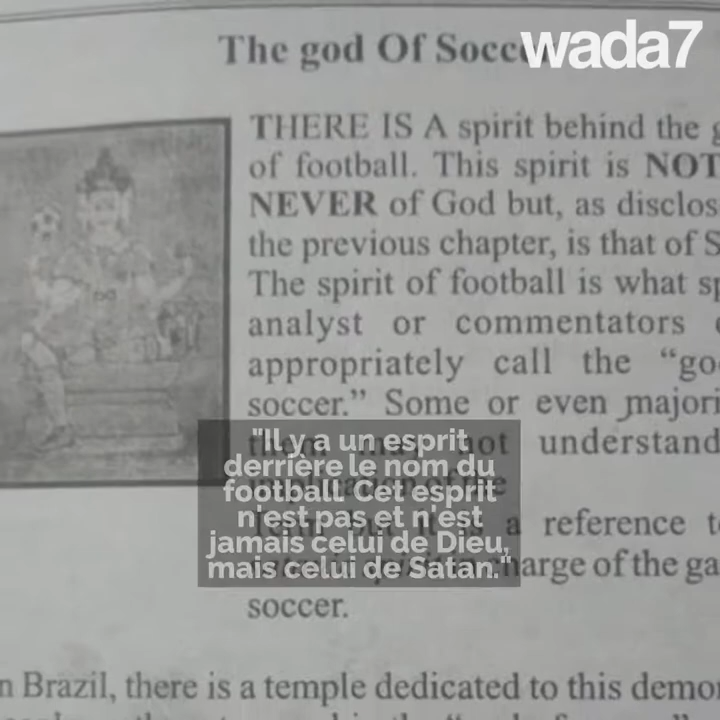 The god Of Socc
wada7
THERE IS A spirit behind the g
of football. This spirit is NOT
NEVER of God but, as disclos
the previous chapter, is that of S
The spirit of football is what sp
analyst or commentators
appropriately call the “go
soccer.” Some or even majori
not understand
"Il y a un esprit
derrière le nom du
football. Cet esprit
n'est pas et n'est
jamais celui de Dieu,
mais celui de Satan."
a reference t
charge of the ga
soccer.
n Brazil, there is a temple dedicated to this demo